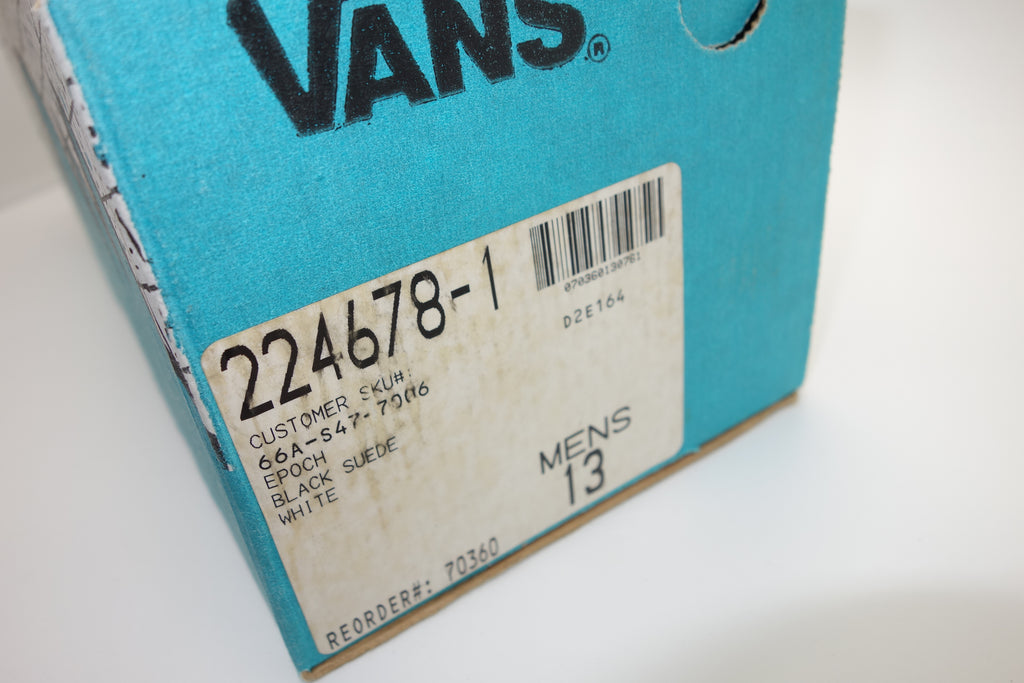 VANS®
070360130761
D2E164
224678-1
CUSTOMER SKU#:
66A-S47-7006
EPOCH
BLACK SUEDE
WHITE
MENS
13
REORDER#: 70360